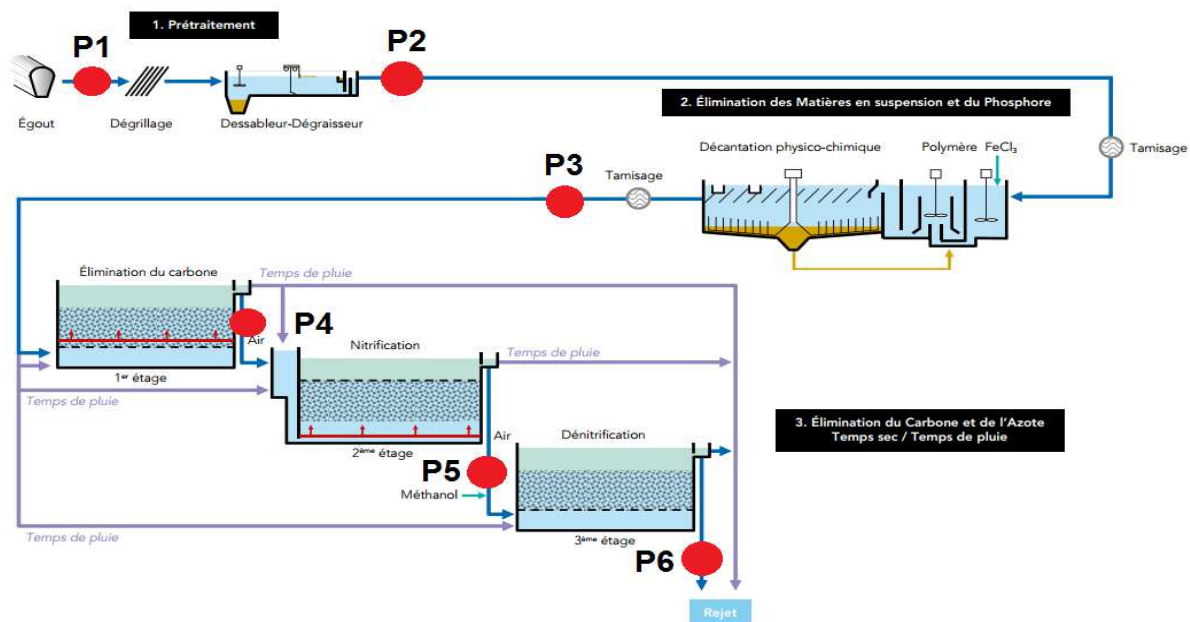 1. Prétraitement
P1
P2
Égout
Dégrillage
Dessableur-Dégraisseur
2. Élimination des Matières en suspension et du Phosphore
Décantation physico-chimique
Polymère FeCl₃
Tamisage
P3
Tamisage
Élimination du carbone
Temps de pluie
P4
Air
Nitrification
1er étage
Temps de pluie
Temps de pluie
3. Élimination du Carbone et de l'Azote
Temps sec / Temps de pluie
Air
Dénitrification
2ème étage
P5
Méthanol
Temps de pluie
3ème étage
P6
Rejet